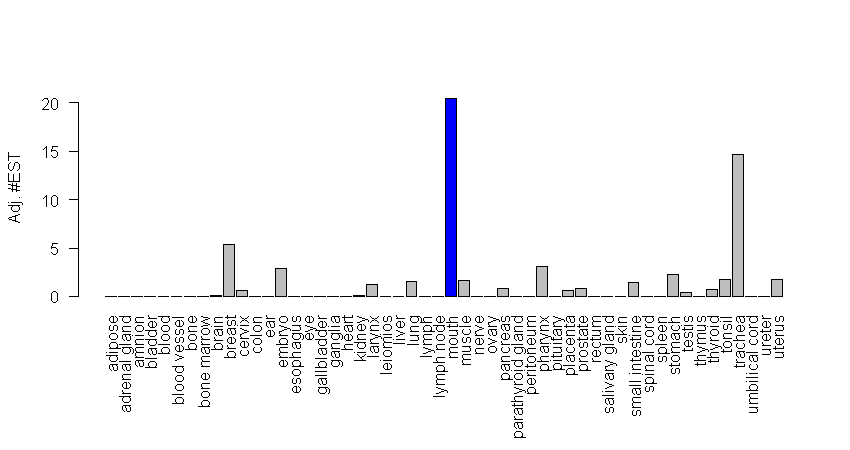 Adj. #EST
20
15
10
5
0
adipose
adrenal gland
amnion
bladder
blood
blood vessel
bone
bone marrow
brain
breast
cervix
colon
ear
embryo
esophagus
eye
gallbladder
ganglia
heart
kidney
larynx
leiomios
liver
lung
lymph
lymph node
mouth
muscle
nerve
ovary
pancreas
parathyroid gland
peritoneum
pharynx
pituitary
placenta
prostate
rectum
salivary gland
skin
small intestine
spinal cord
spleen
stomach
testis
thymus
thyroid
tonsil
trachea
umbilical cord
ureter
uterus